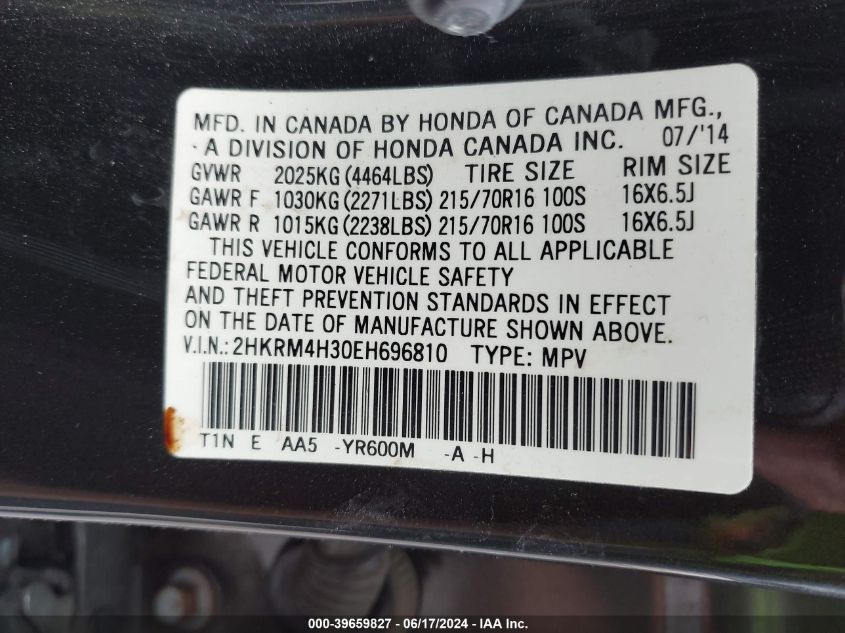 MFD. IN CANADA BY HONDA OF CANADA MFG.,
A DIVISION OF HONDA CANADA INC. 07/'14
GVWR 2025KG (4464LBS) TIRE SIZE RIM SIZE
GAWR F 1030KG (2271LBS) 215/70R16 100S 16X6.5J
GAWR R 1015KG (2238LBS) 215/70R16 100S 16X6.5J
THIS VEHICLE CONFORMS TO ALL APPLICABLE
FEDERAL MOTOR VEHICLE SAFETY
AND THEFT PREVENTION STANDARDS IN EFFECT
ON THE DATE OF MANUFACTURE SHOWN ABOVE.
V.I.N.: 2HKRM4H30EH696810 TYPE: MPV
T1N E AA5 -YR600M -A -H
000-39659827 - 06/17/2024 - IAA Inc.